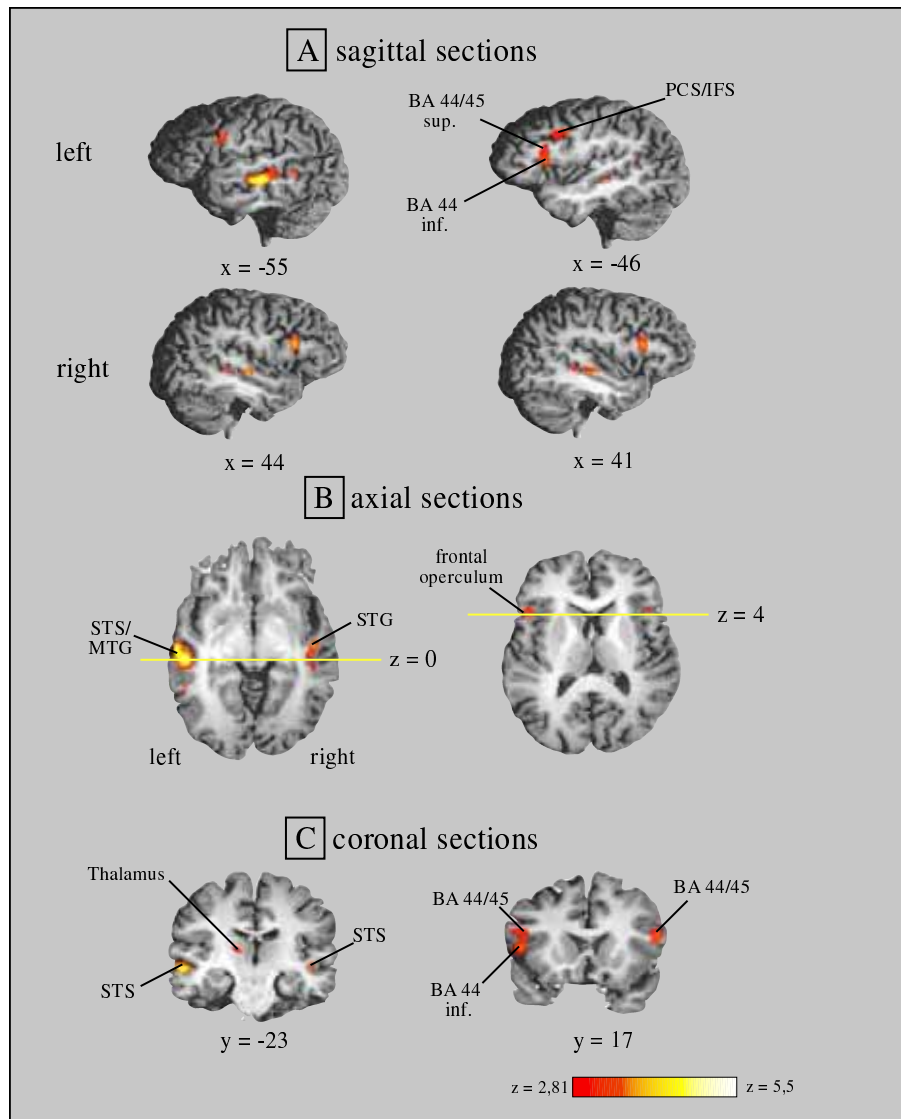 A sagittal sections
left
BA 44/45
sup.
PCS/IFS
BA 44
inf.
x = -55
x = -46
right
x = 44
x = 41
B axial sections
STS/
MTG
STG
z = 0
left
right
frontal
operculum
z = 4
C coronal sections
Thalamus
STS
STS
y = -23
BA 44/45
BA 44/45
BA 44
inf.
y = 17
z = 2,81
z = 5,5